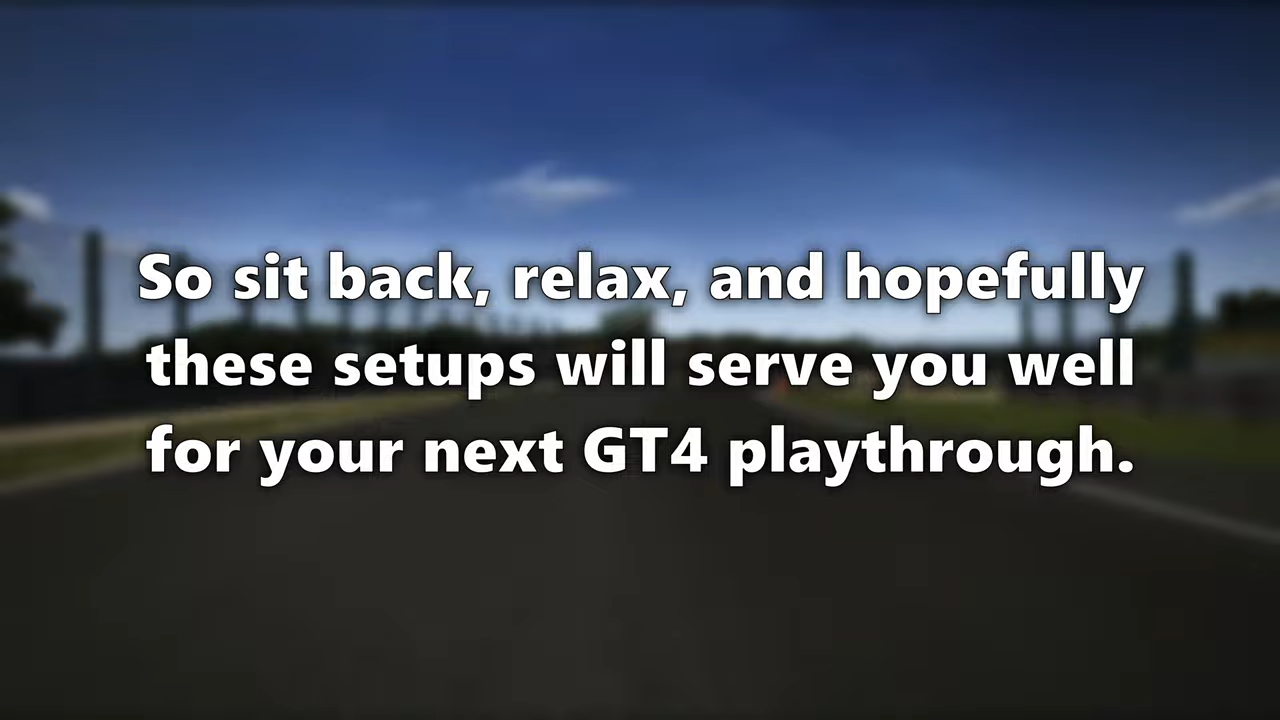 So sit back, relax, and hopefully
these setups will serve you well
for your next GT4 playthrough.